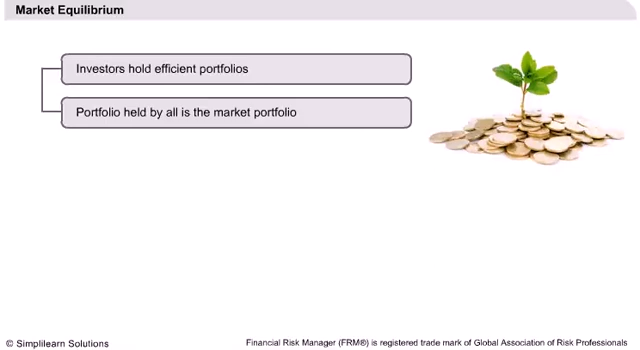 Market Equilibrium
Investors hold efficient portfolios
Portfolio held by all is the market portfolio
© Simplilearn Solutions
Financial Risk Manager (FRM®) is registered trade mark of Global Association of Risk Professionals